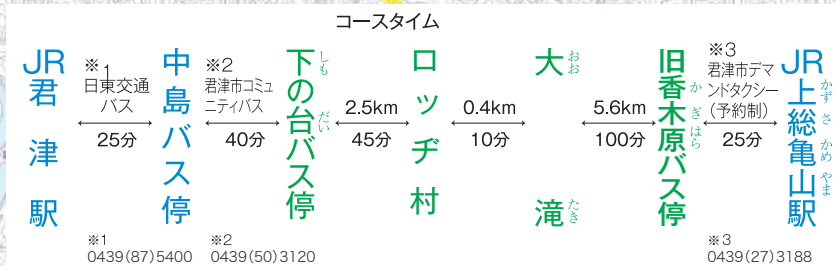 コースタイム
JR君津駅
※1
日東交通
バス
25分
中島バス停
※2
君津市コミュ
ニティバス
40分
下の台バス停
しも
だい
2.5km
45分
ロッヂ村
0.4km
10分
大滝
おお
たき
5.6km
100分
旧香木原バス停
か
ぎ
はら
※3
君津市デマ
ンドタクシー
(予約制)
25分
JR上総亀山駅
かず
さ
かめ
やま
※1
0439(87)5400
※2
0439(50)3120
※3
0439(27)3188